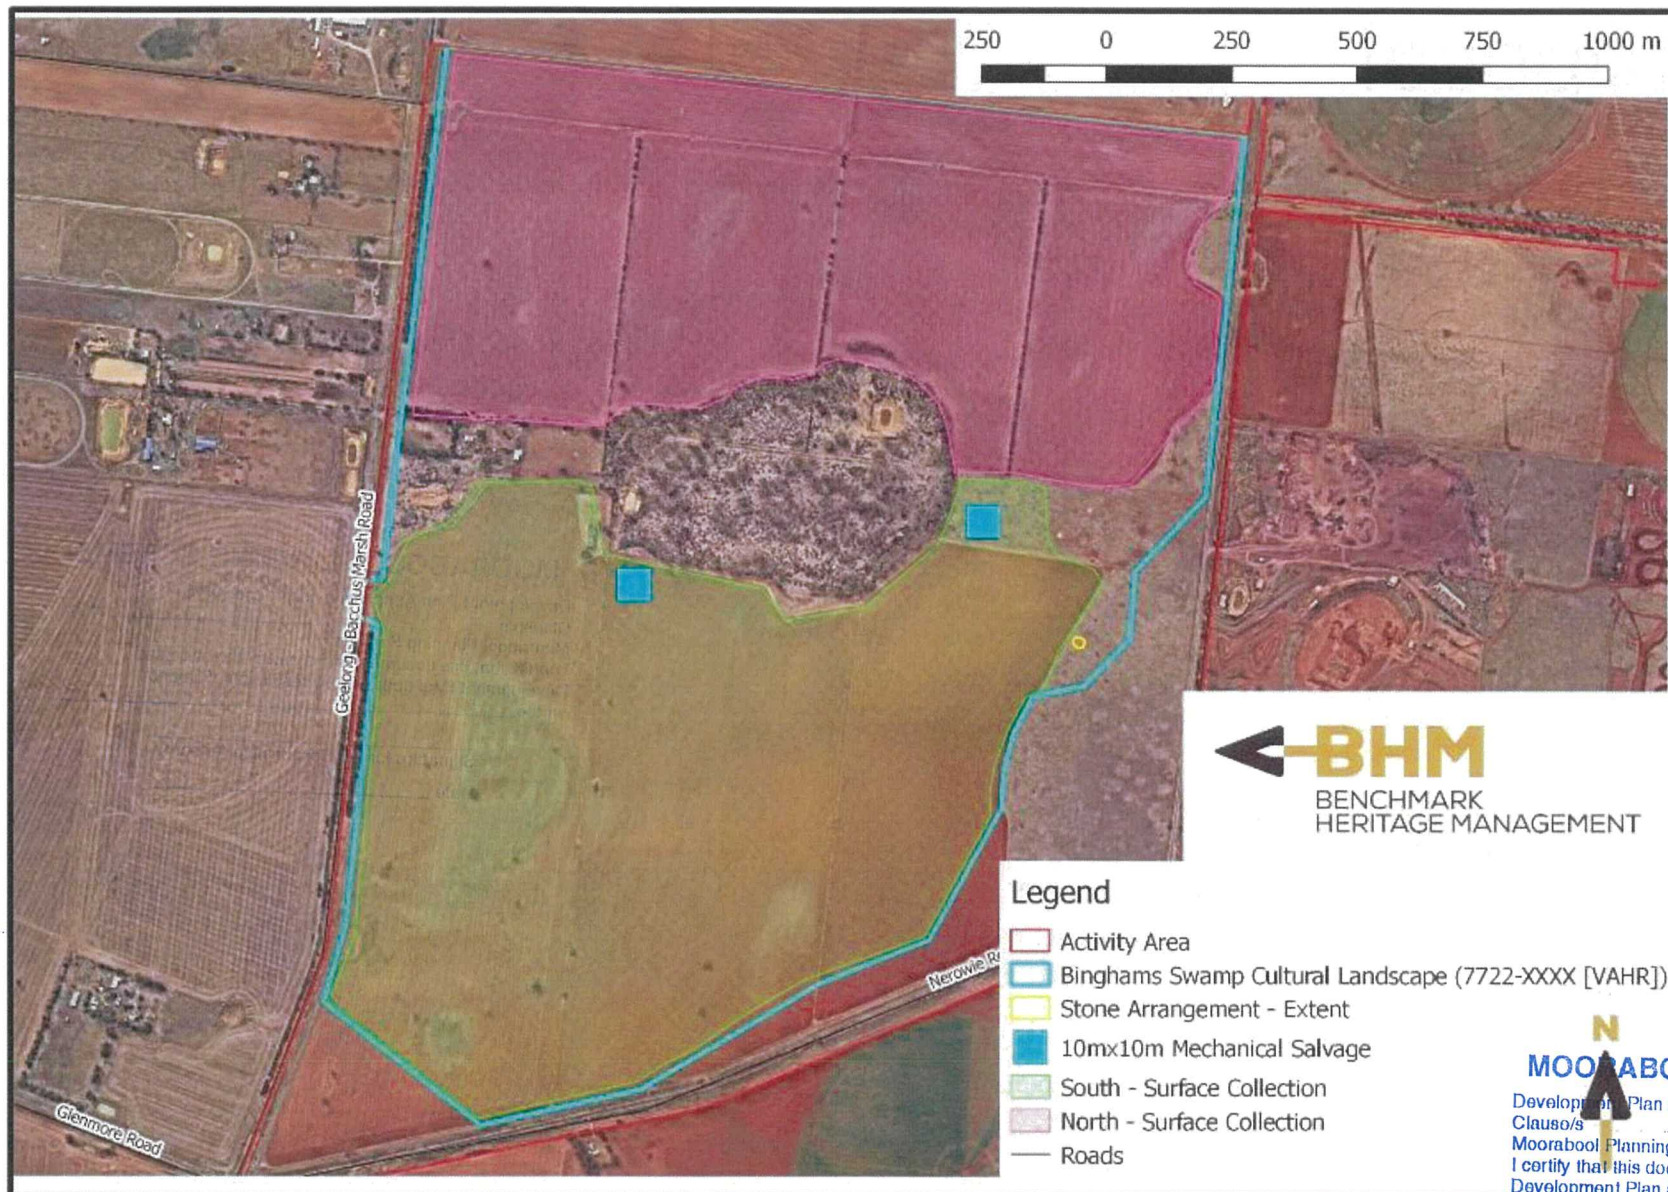 250 0 250 500 750 1000 m
Geelong - Bacchus Marsh Road
BHM
BENCHMARK
HERITAGE MANAGEMENT
Legend
Activity Area
Binghams Swamp Cultural Landscape (7722-XXXX [VAHR])
Stone Arrangement - Extent
10mx10m Mechanical Salvage
South - Surface Collection
North - Surface Collection
Roads
Nerowie R
Glenmore Road
N
Development Plan
Clause/s
Moorabool Planning
I certify that this do
Development Plan